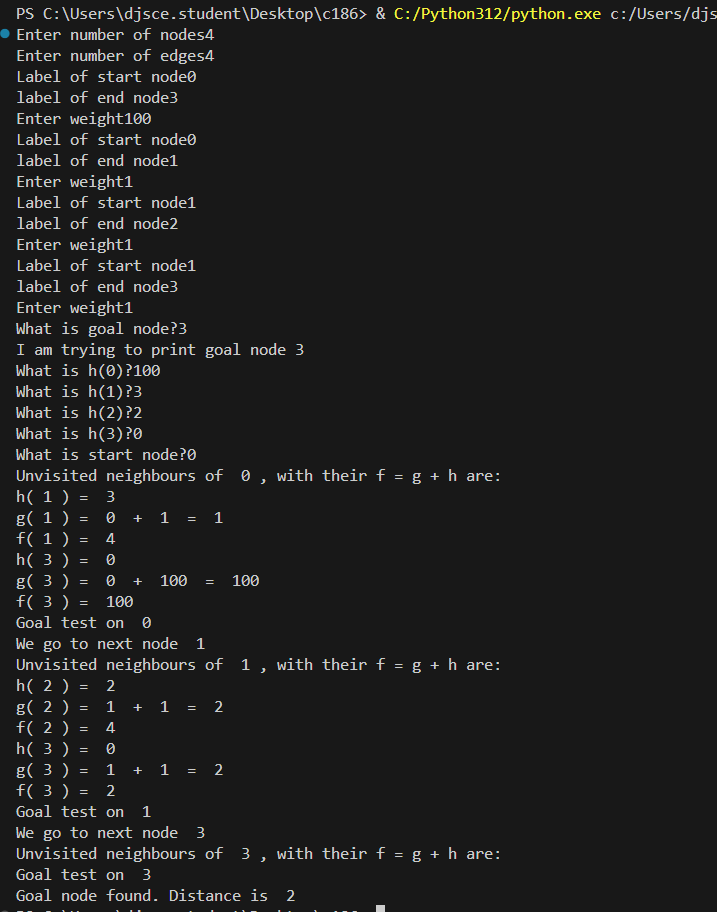 PS C:\Users\djsce.student\Desktop\c186> & C:/Python312/python.exe c:/Users/djs
Enter number of nodes4
Enter number of edges4
Label of start node0
label of end node3
Enter weight100
Label of start node0
label of end node1
Enter weight1
Label of start node1
label of end node2
Enter weight1
Label of start node1
label of end node3
Enter weight1
What is goal node?3
I am trying to print goal node 3
What is h(0)?100
What is h(1)?3
What is h(2)?2
What is h(3)?0
What is start node?0
Unvisited neighbours of  0 , with their f = g + h are:
h( 1 ) =  3
g( 1 ) =  0  +  1  =  1
f( 1 ) =  4
h( 3 ) =  0
g( 3 ) =  0  +  100  =  100
f( 3 ) =  100
Goal test on  0
We go to next node  1
Unvisited neighbours of  1 , with their f = g + h are:
h( 2 ) =  2
g( 2 ) =  1  +  1  =  2
f( 2 ) =  4
h( 3 ) =  0
g( 3 ) =  1  +  1  =  2
f( 3 ) =  2
Goal test on  1
We go to next node  3
Unvisited neighbours of  3 , with their f = g + h are:
Goal test on  3
Goal node found. Distance is  2